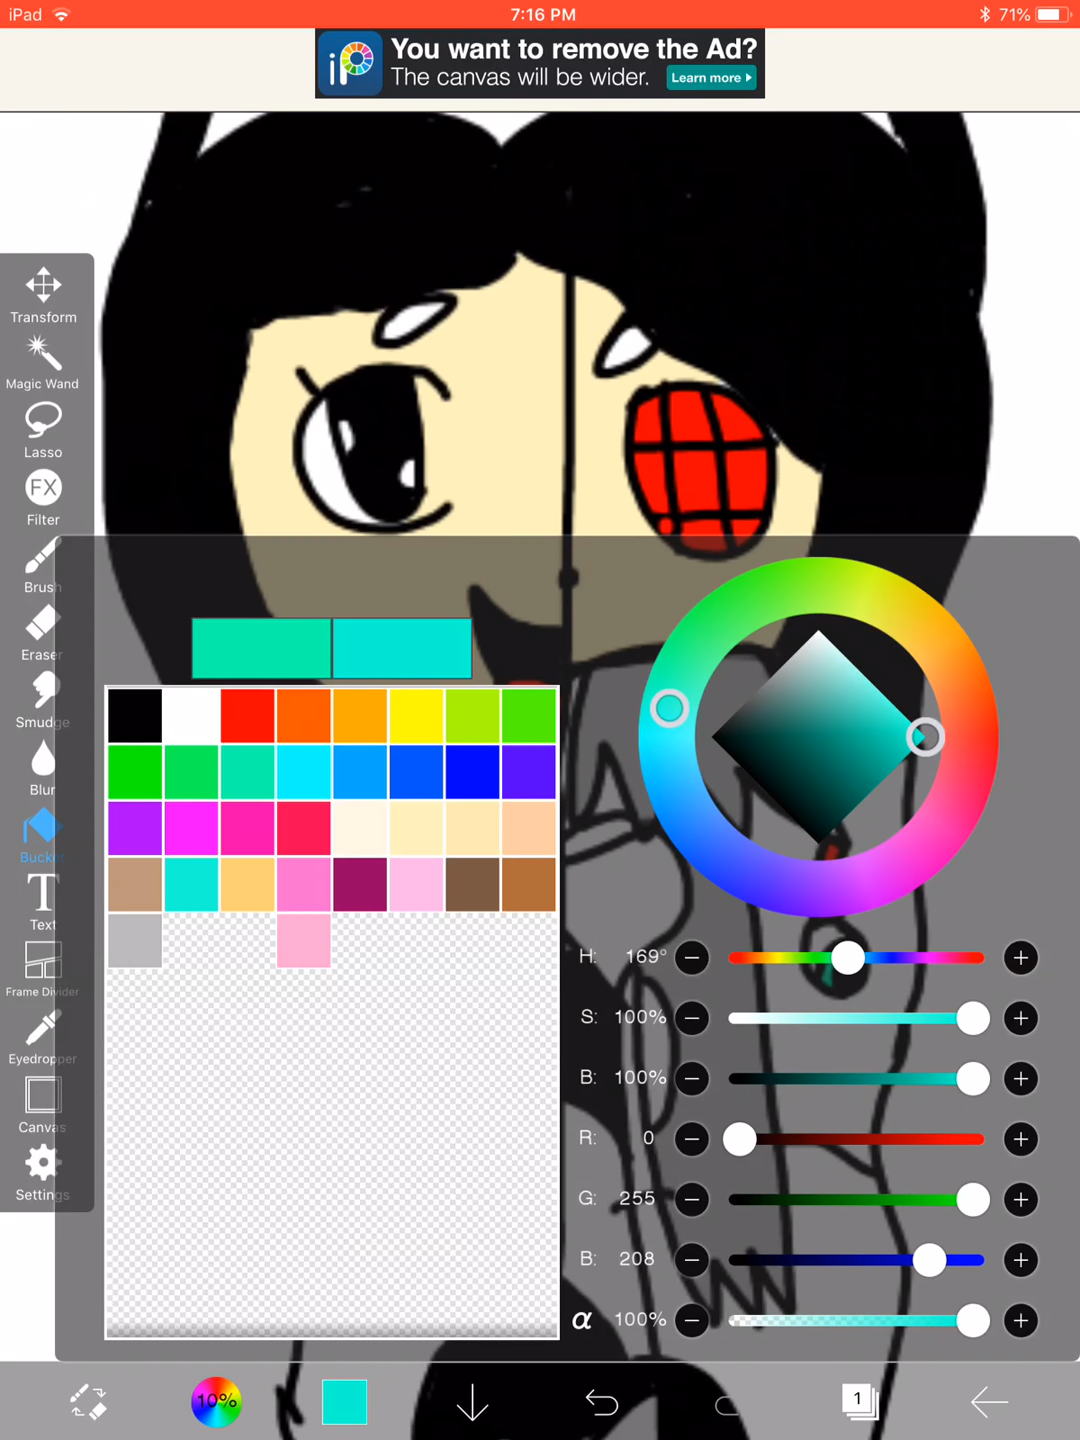 iPad
7:16 PM
71%
iP
You want to remove the Ad?
The canvas will be wider.
Learn more
Transform
Magic Wand
Lasso
FX
Filter
Brush
Eraser
Smudge
Blur
Bucket
T
Text
Frame Divider
Eyedropper
Canvas
Settings
H: 169°
S: 100%
B: 100%
R: 0
G: 255
B: 208
α 100%
10%
1